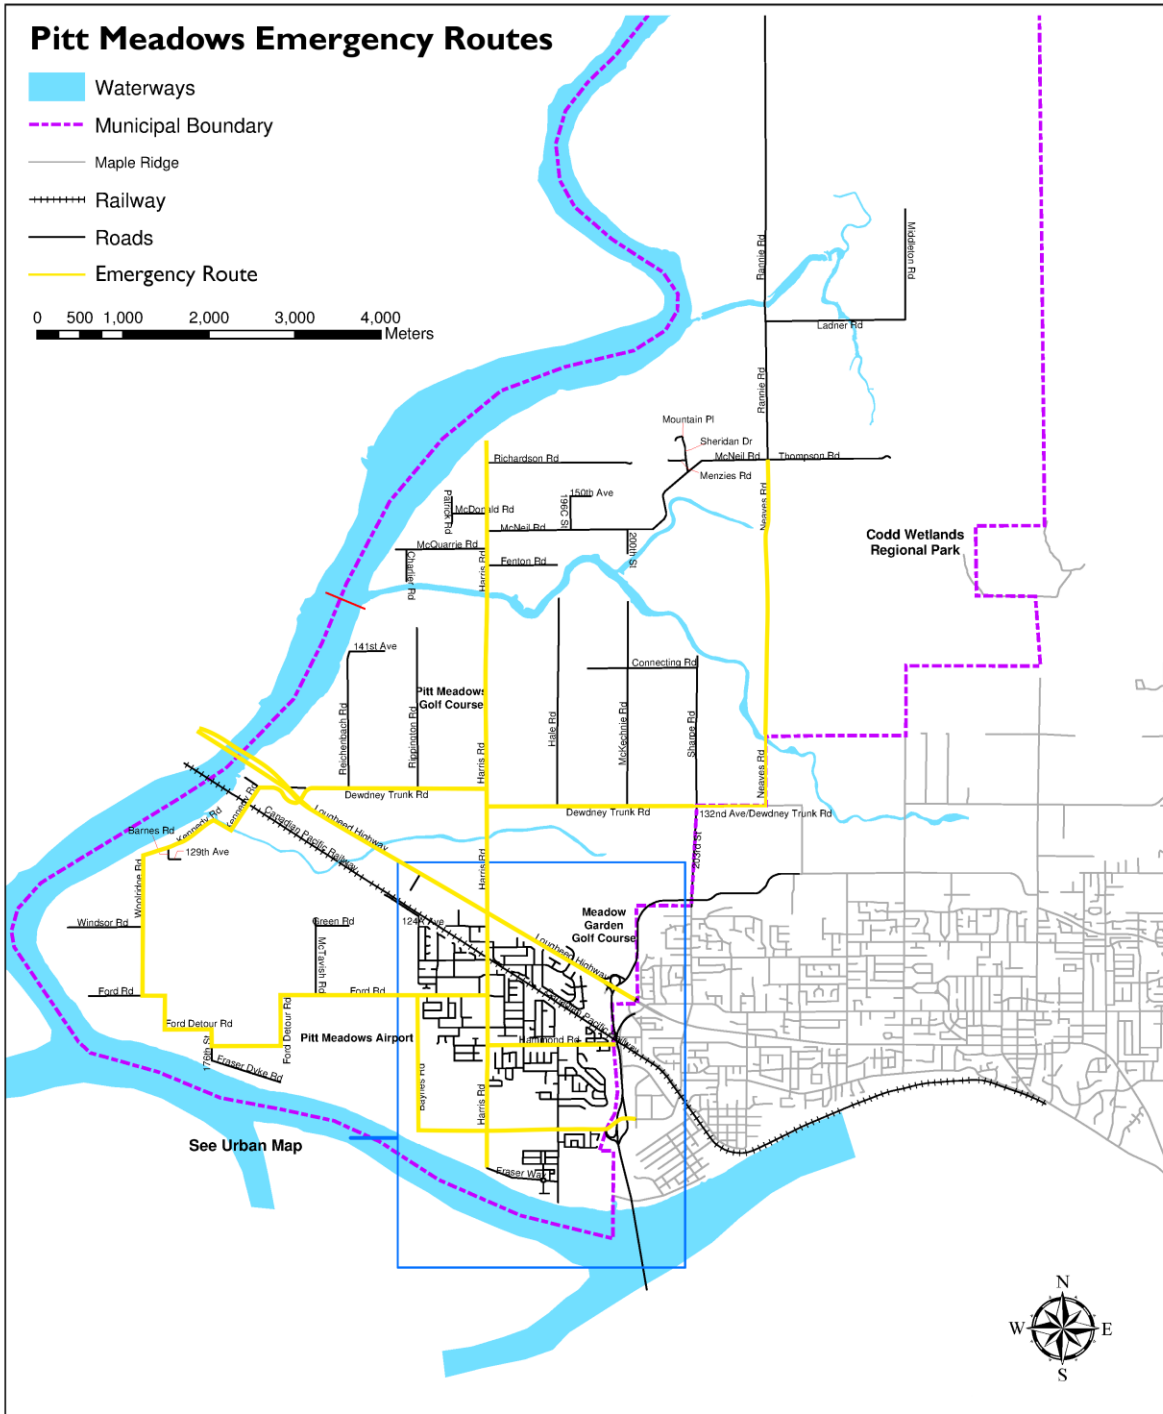 Pitt Meadows Emergency Routes
Waterways
Municipal Boundary
Maple Ridge
Railway
Roads
Emergency Route
0 500 1,000 2,000 3,000 4,000
Meters
Rannie Rd
Middleton Rd
Ladner Rd
Rannie Rd
Mountain Pl
Sheridan Dr
McNeil Rd
Thompson Rd
Menzies Rd
Richardson Rd
150th Ave
Patrick Rd
McDonald Rd
196C St
Neaves Rd
McNeil Rd
200th St
McQuarrie Rd
Charlier Rd
Harris Rd
Fenton Rd
Codd Wetlands
Regional Park
141st Ave
Connecting Rd
Pitt Meadows
Golf Course
Reichenbach Rd
Rippington Rd
Harris Rd
Hale Rd
McKechnie Rd
Sharpe Rd
Neaves Rd
Dewdney Trunk Rd
Dewdney Trunk Rd
132nd Ave/Dewdney Trunk Rd
Kennedy Rd
Lougheed Highway
Canadian Pacific Railway
Barnes Rd
Kennedy Rd
129th Ave
203rd St
Harris Rd
Woolridge Rd
Windsor Rd
Green Rd
McTavish Rd
124A Ave
Meadow
Garden
Golf Course
Lougheed Highway
Ford Rd
Ford Rd
Canadian Pacific Railway
Ford Detour Rd
Ford Detour Rd
Pitt Meadows Airport
Hammond Rd
176th St
Fraser Dyke Rd
Baynes Rd
Harris Rd
See Urban Map
Fraser Way
N
W
E
S